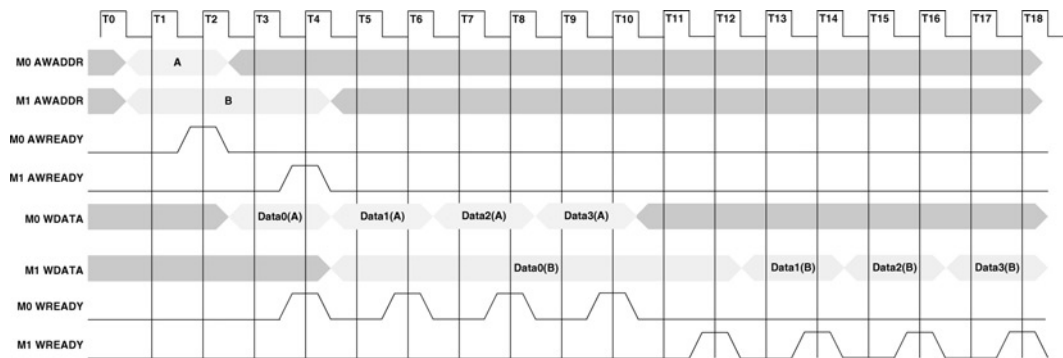 T0 T1 T2 T3 T4 T5 T6 T7 T8 T9 T10 T11 T12 T13 T14 T15 T16 T17 T18
M0 AWADDR A
M1 AWADDR B
M0 AWREADY
M1 AWREADY
M0 WDATA Data0(A) Data1(A) Data2(A) Data3(A)
M1 WDATA Data0(B) Data1(B) Data2(B) Data3(B)
M0 WREADY
M1 WREADY